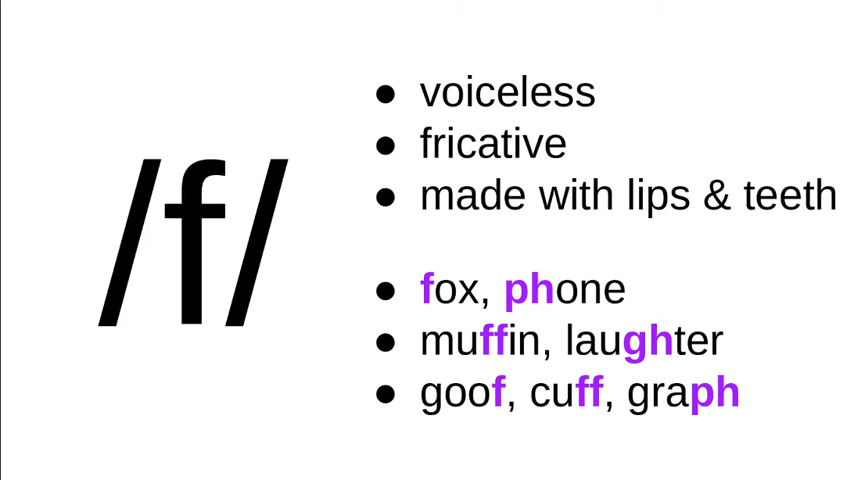 /f/
● voiceless
● fricative
● made with lips & teeth
● fox, phone
● muffin, laughter
● goof, cuff, graph